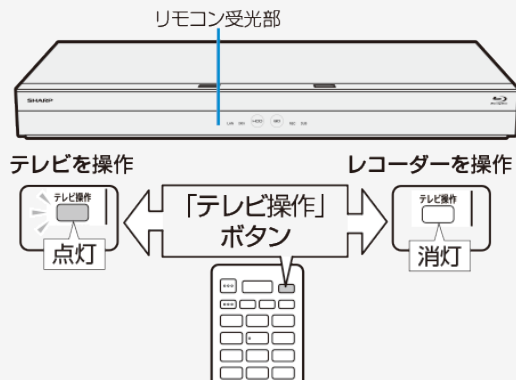 リモコン受光部
SHARP
HDD
BD
テレビを操作
レコーダーを操作
テレビ操作
点灯
「テレビ操作」
ボタン
テレビ操作
消灯